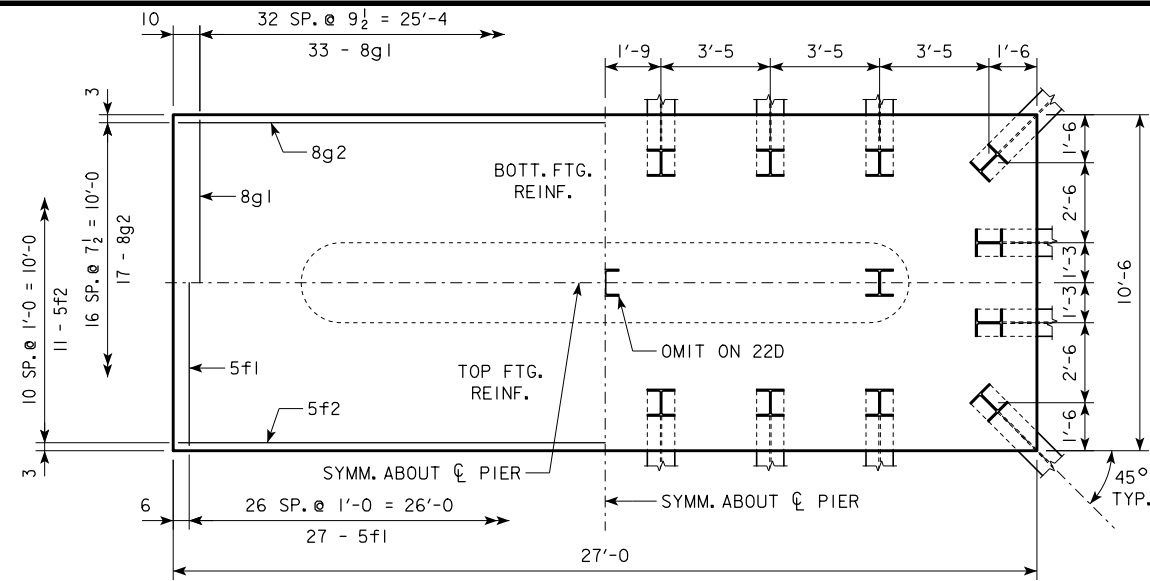 10
32 SP. @ 9 1/2 = 25'-4
33 - 8g1
1'-9
3'-5
3'-5
3'-5
1'-6
3
8g2
8g1
BOTT. FTG.
REINF.
10 SP. @ 1'-0 = 10'-0
11 - 5f2
16 SP. @ 7 1/2 = 10'-0
17 - 8g2
1'-6
2'-6
1'-3
1'-3
2'-6
1'-6
10'-6
OMIT ON 22D
5f1
TOP FTG.
REINF.
5f2
3
SYMM. ABOUT ℄ PIER
SYMM. ABOUT ℄ PIER
45°
TYP.
6
26 SP. @ 1'-0 = 26'-0
27 - 5f1
27'-0